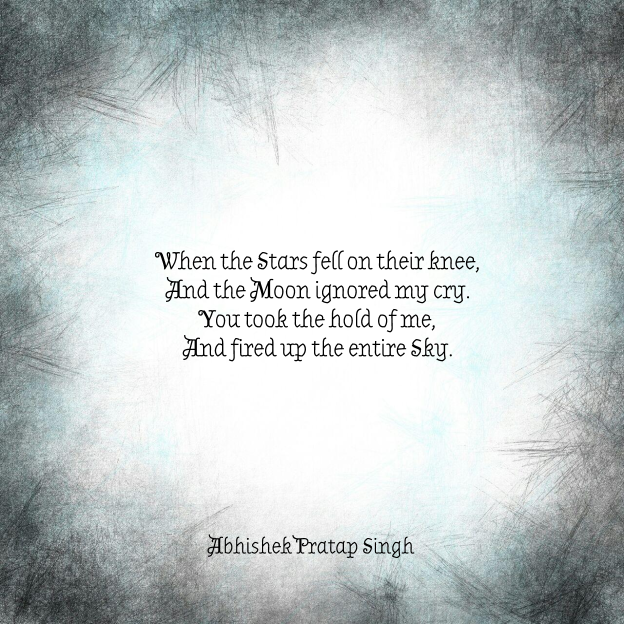 When the Stars fell on their knee,
And the Moon ignored my cry.
You took the hold of me,
And fired up the entire Sky.
Abhishek Pratap Singh